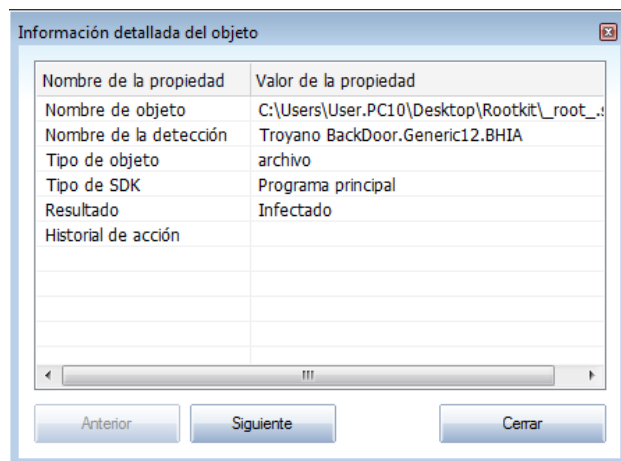 Información detallada del objeto
Nombre de la propiedad Valor de la propiedad
Nombre de objeto C:\Users\User.PC10\Desktop\Rootkit\_root_.s
Nombre de la detección Troyano BackDoor.Generic12.BHIA
Tipo de objeto archivo
Tipo de SDK Programa principal
Resultado Infectado
Historial de acción
Anterior Siguiente Cerrar